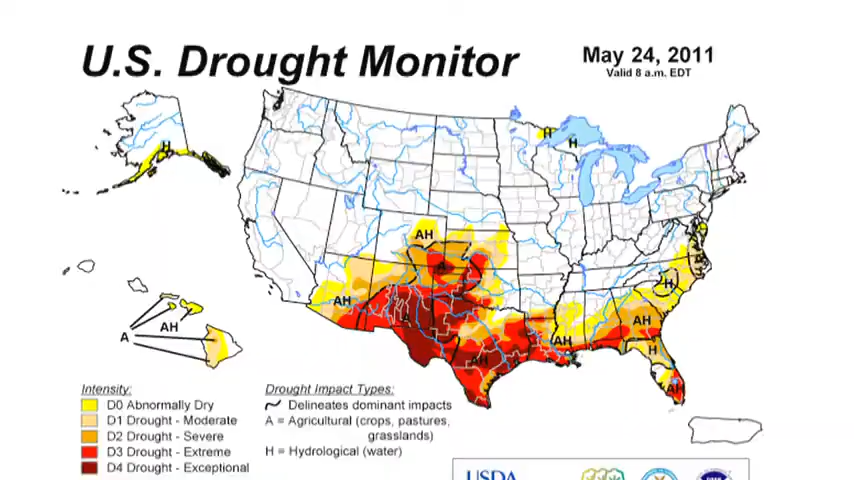 U.S. Drought Monitor
May 24, 2011
Valid 8 a.m. EDT
H
H
H
AH
A
H
AH
A
AH
A
AH
AH
H
AH
AH
Intensity:
D0 Abnormally Dry
D1 Drought - Moderate
D2 Drought - Severe
D3 Drought - Extreme
D4 Drought - Exceptional
Drought Impact Types:
Delineates dominant impacts
A = Agricultural (crops, pastures,
grasslands)
H = Hydrological (water)
USDA